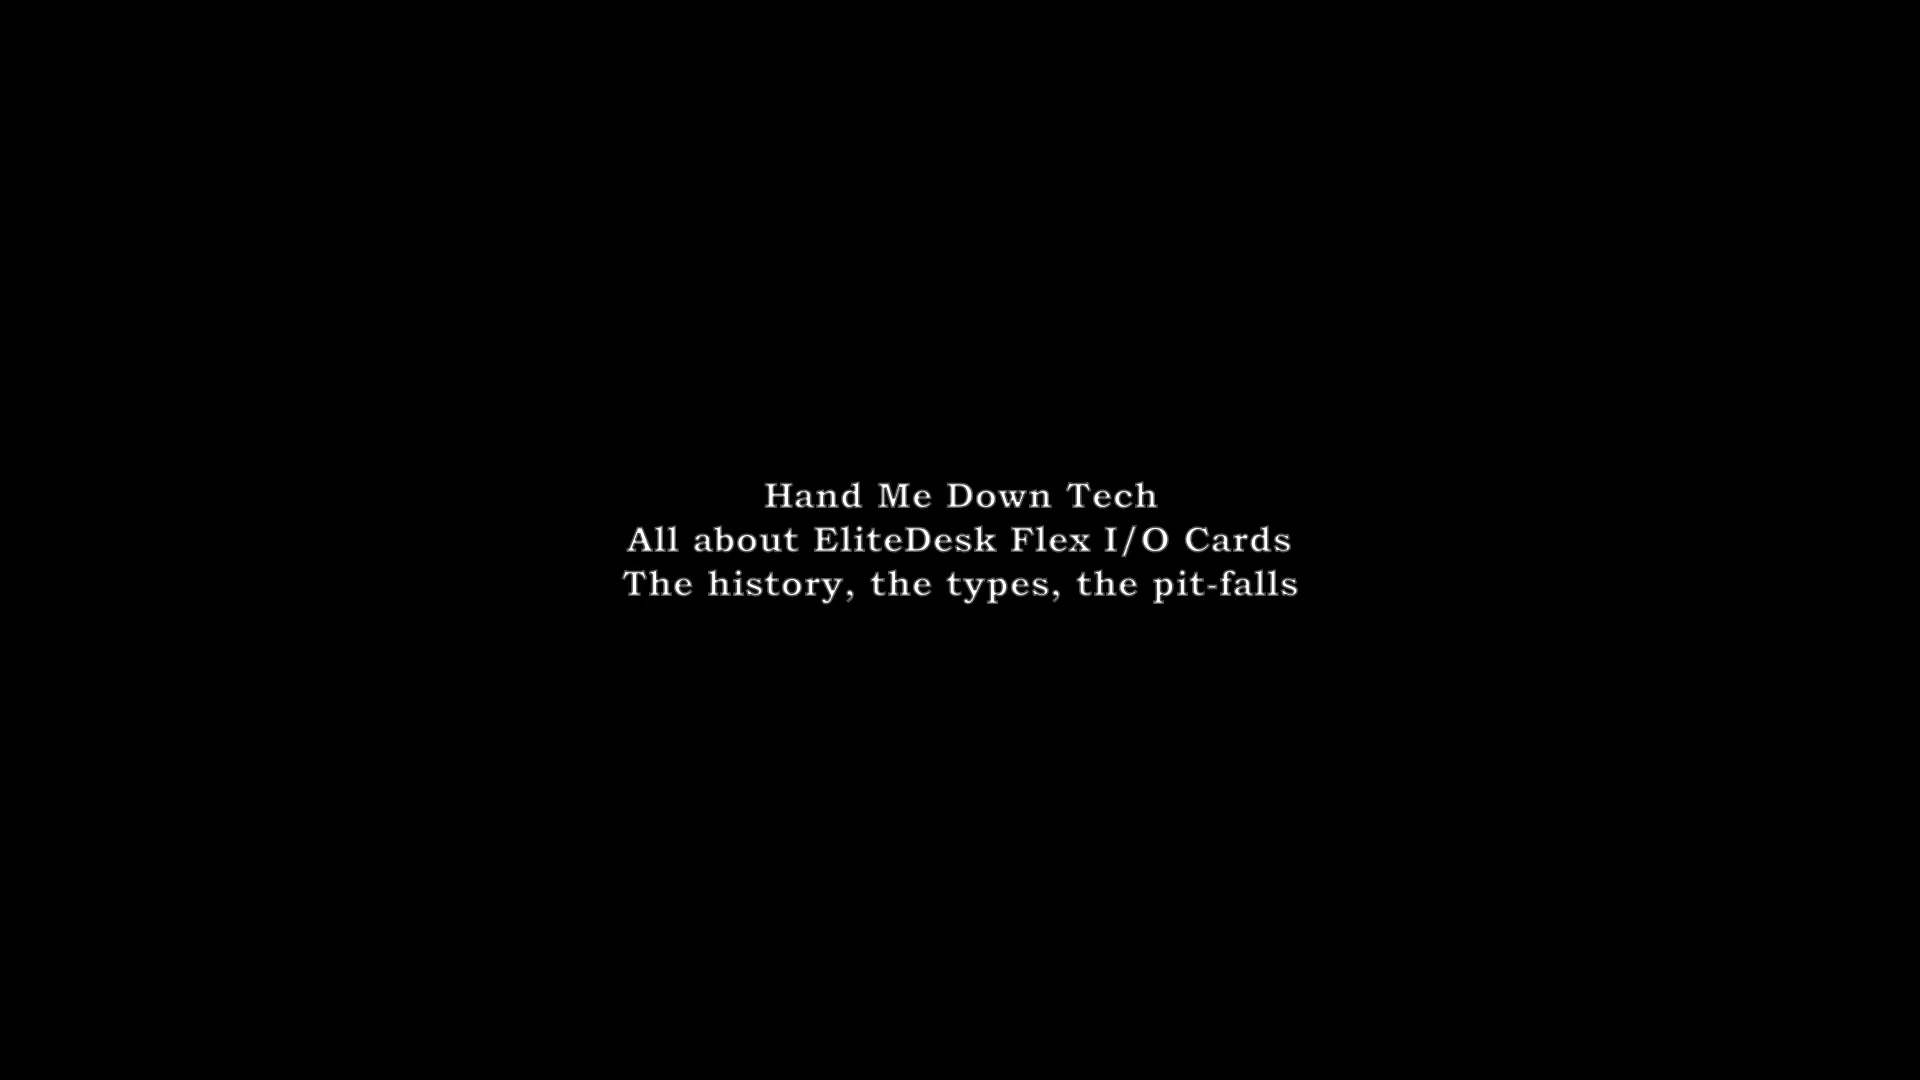 Hand Me Down Tech
All about EliteDesk Flex I/O Cards
The history, the types, the pit-falls